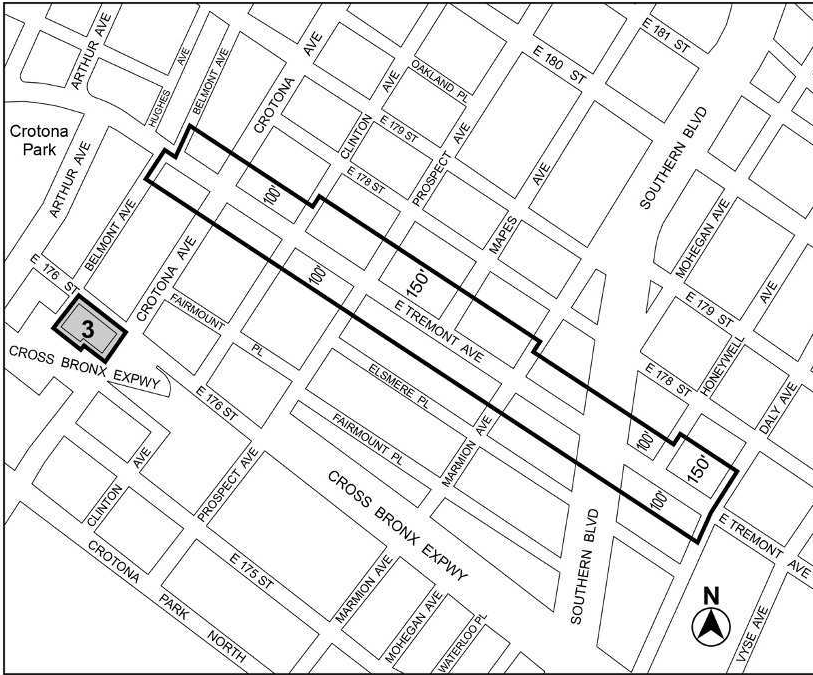 ARTHUR AVE
HUGHES AVE
BELMONT AVE
CROTONA AVE
OAKLAND PL
E 180 ST
E 181 ST
Crotona
Park
ARTHUR AVE
CLINTON AVE
E 179 ST
PROSPECT AVE
SOUTHERN BLVD
E 178 ST
100'
MAPES AVE
BELMONT AVE
CROTONA AVE
MOHEGAN AVE
E 176 ST
100'
150'
E TREMONT AVE
E 179 ST
FAIRMOUNT PL
3
HONEYWELL AVE
CROSS BRONX EXPWY
ELSMERE PL
E 178 ST
DALY AVE
E 176 ST
FAIRMOUNT PL
MARMION AVE
100'
150'
100'
CLINTON AVE
PROSPECT AVE
CROSS BRONX EXPWY
SOUTHERN BLVD
E TREMONT AVE
CROTONA PARK NORTH
E 175 ST
MARMION AVE
MOHEGAN AVE
WATERLOO PL
N
VYSE AVE